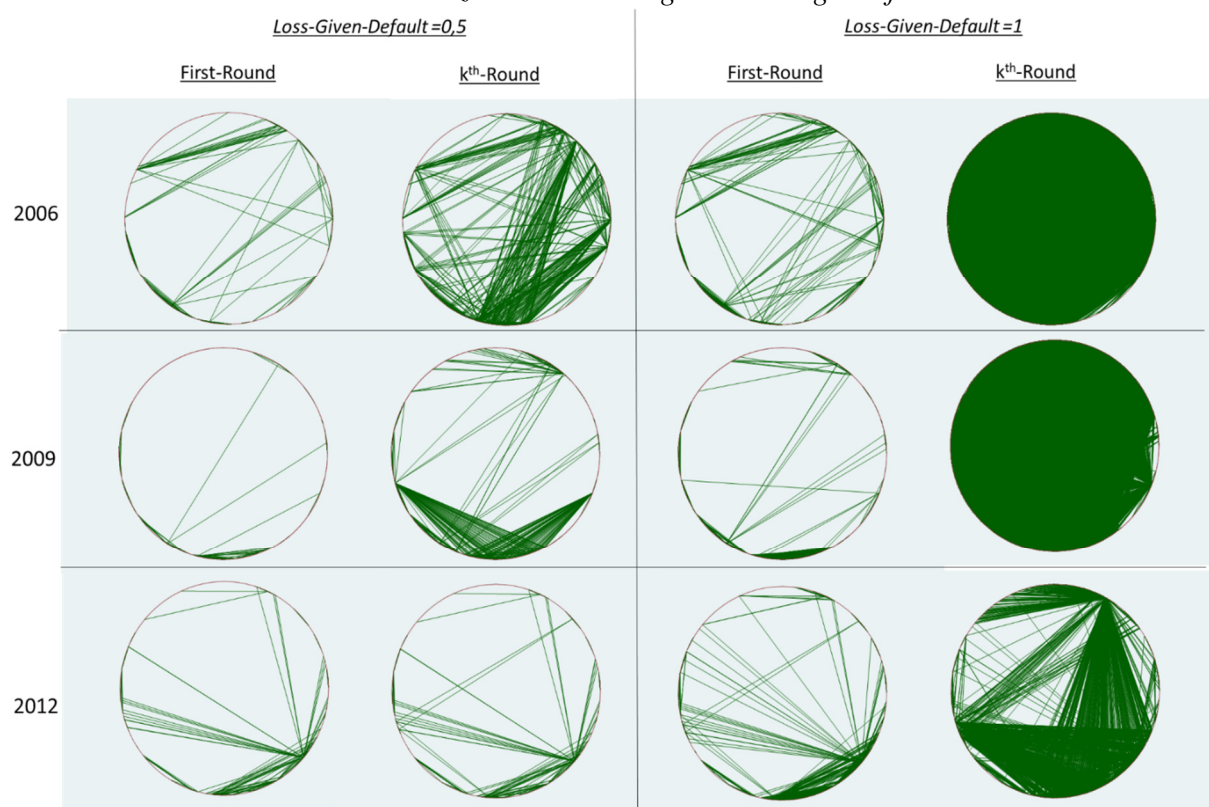 Loss-Given-Default =0,5
Loss-Given-Default =1
First-Round
kth-Round
First-Round
kth-Round
2006
2009
2012